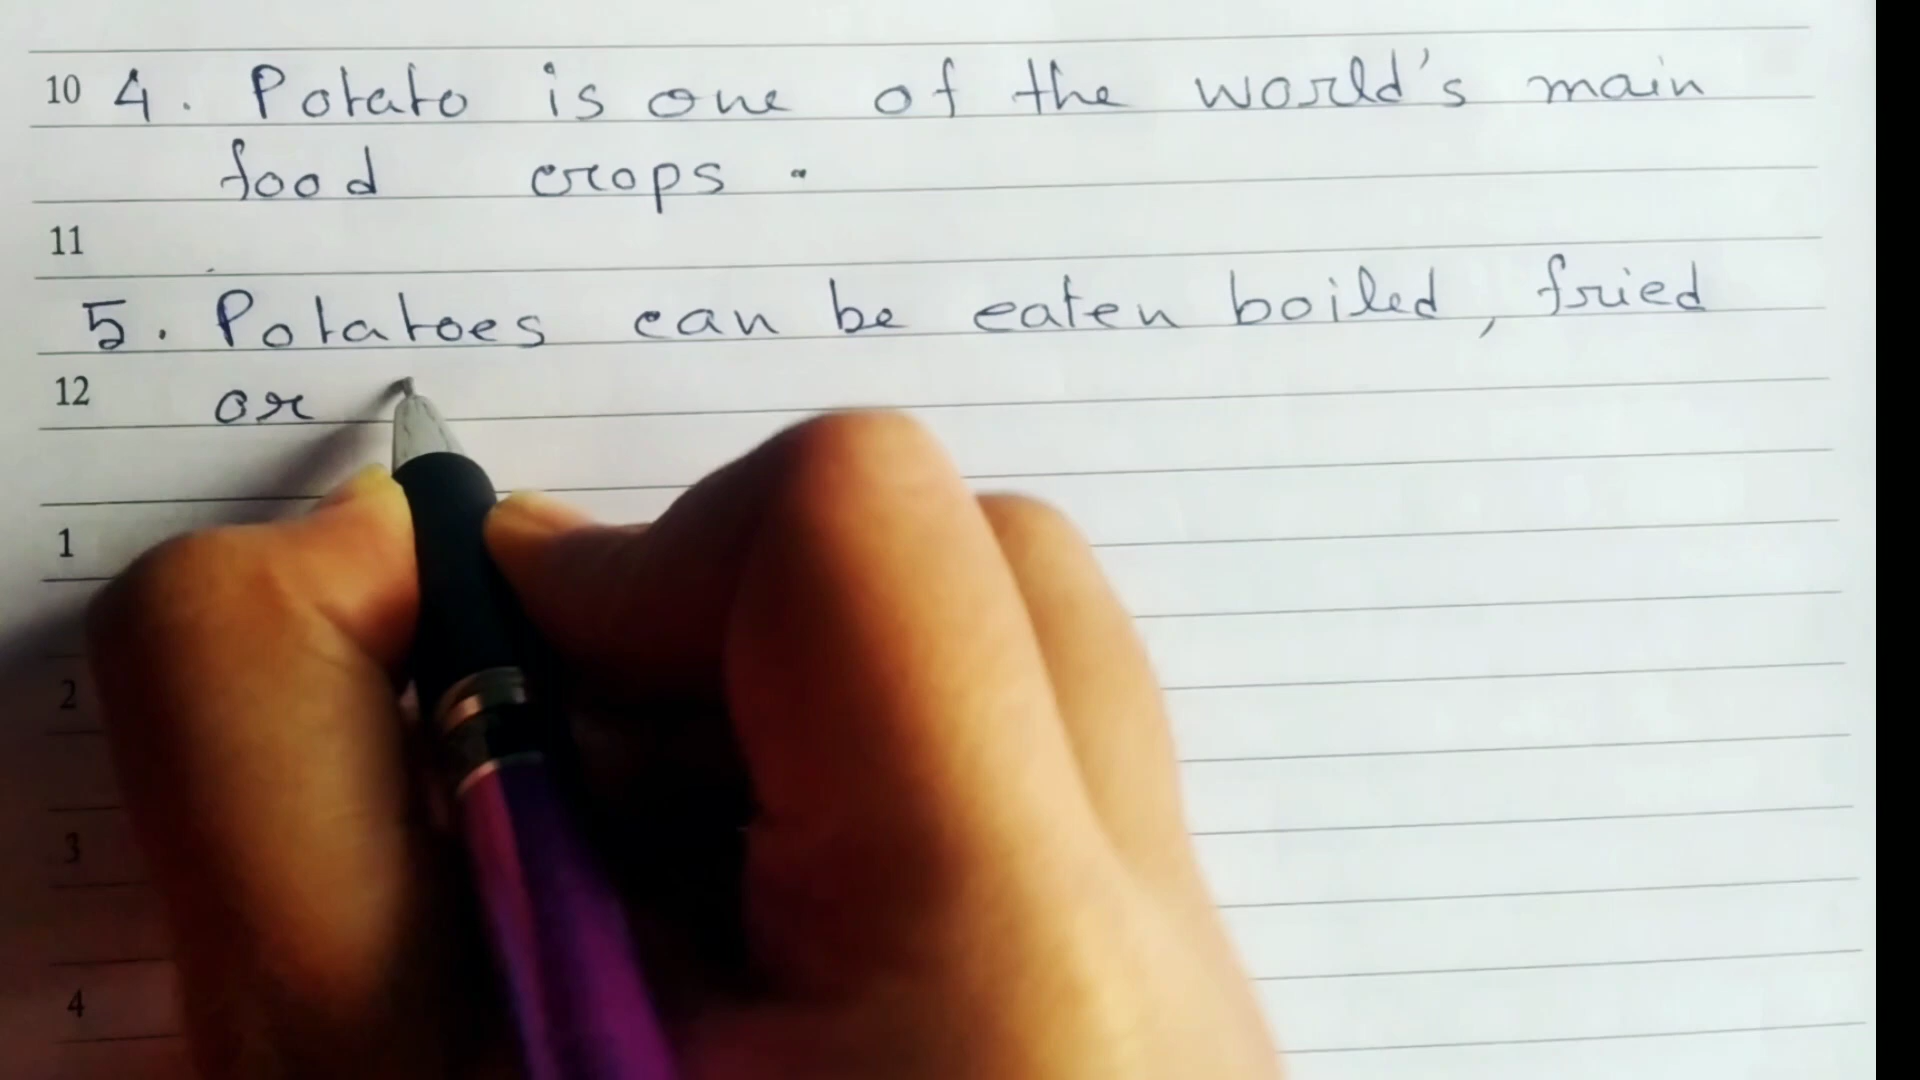 10 4. Potato is one of the world's main
food crops.
11
5. Potatoes can be eaten boiled, fried
12 or
1
2
3
4